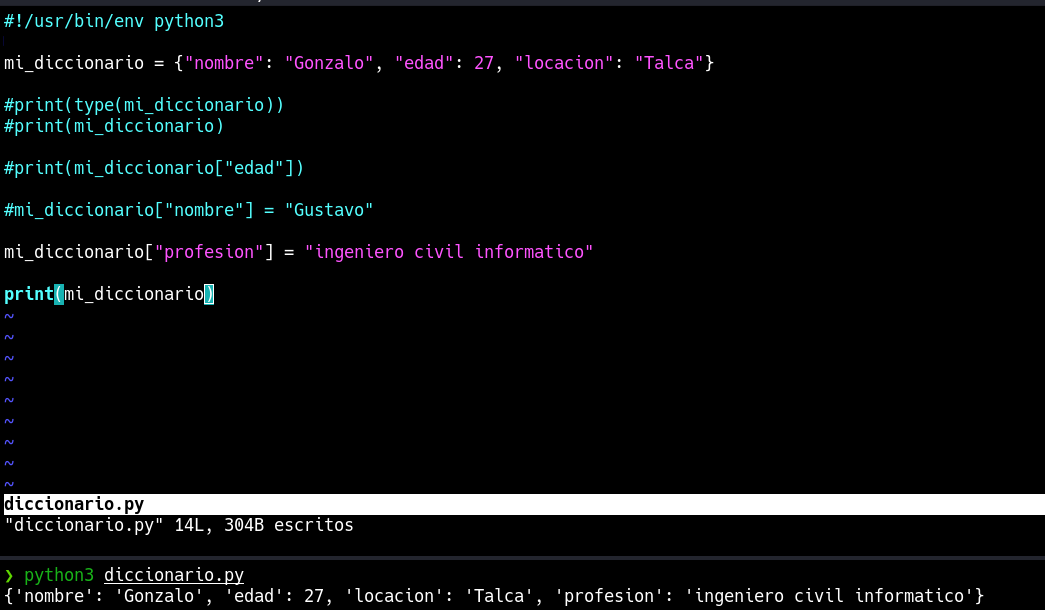 #!/usr/bin/env python3
mi_diccionario = {"nombre": "Gonzalo", "edad": 27, "locacion": "Talca"}
#print(type(mi_diccionario))
#print(mi_diccionario)
#print(mi_diccionario["edad"])
#mi_diccionario["nombre"] = "Gustavo"
mi_diccionario["profesion"] = "ingeniero civil informatico"
print(mi_diccionario)
~
~
~
~
~
~
~
~
~
diccionario.py
"diccionario.py" 14L, 304B escritos
❯ python3 diccionario.py
{'nombre': 'Gonzalo', 'edad': 27, 'locacion': 'Talca', 'profesion': 'ingeniero civil informatico'}